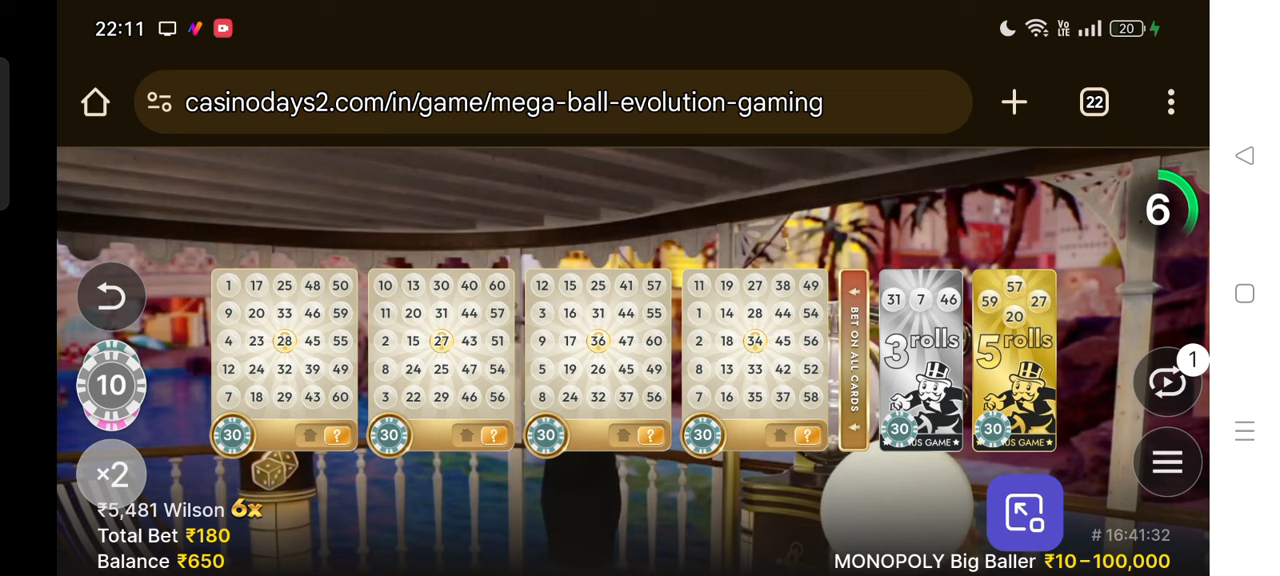 22:11 Vo LTE 20
casinodays2.com/in/game/mega-ball-evolution-gaming 22
6
1 17 25 48 50
9 20 33 46 59
4 23 28 45 55
12 24 32 39 49
7 18 29 43 60
30 ?
10 13 30 40 60
11 20 31 44 57
2 15 27 43 51
8 24 25 47 54
3 22 29 46 56
30 ?
12 15 25 41 57
3 16 31 44 55
9 17 36 47 60
5 19 26 45 49
8 24 32 37 56
30 ?
11 19 27 38 49
1 14 28 44 54
2 18 34 45 56
8 13 33 42 52
7 16 35 37 58
30 ?
BET ON ALL CARDS
31 7 46
3 rolls
30 US GAME
57
59 27
20
5 rolls
30 US GAME
10
×2
1
₹5,481 Wilson 6x
Total Bet ₹180
Balance ₹650
# 16:41:32
MONOPOLY Big Baller ₹10–100,000